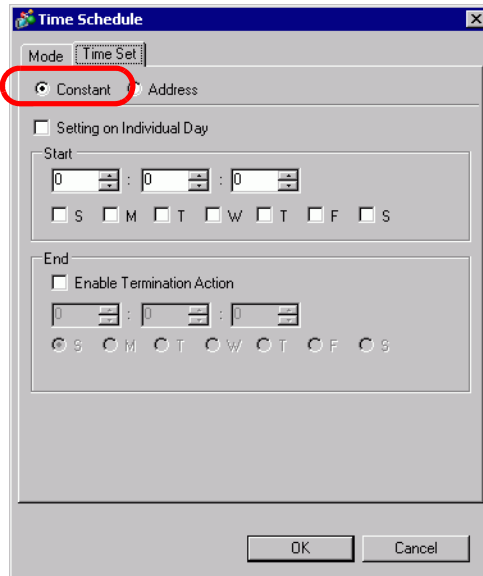 Time Schedule
Mode Time Set
Constant Address
Setting on Individual Day
Start
0 : 0 : 0
S M T W T F S
End
Enable Termination Action
0 : 0 : 0
S M T W T F S
OK Cancel